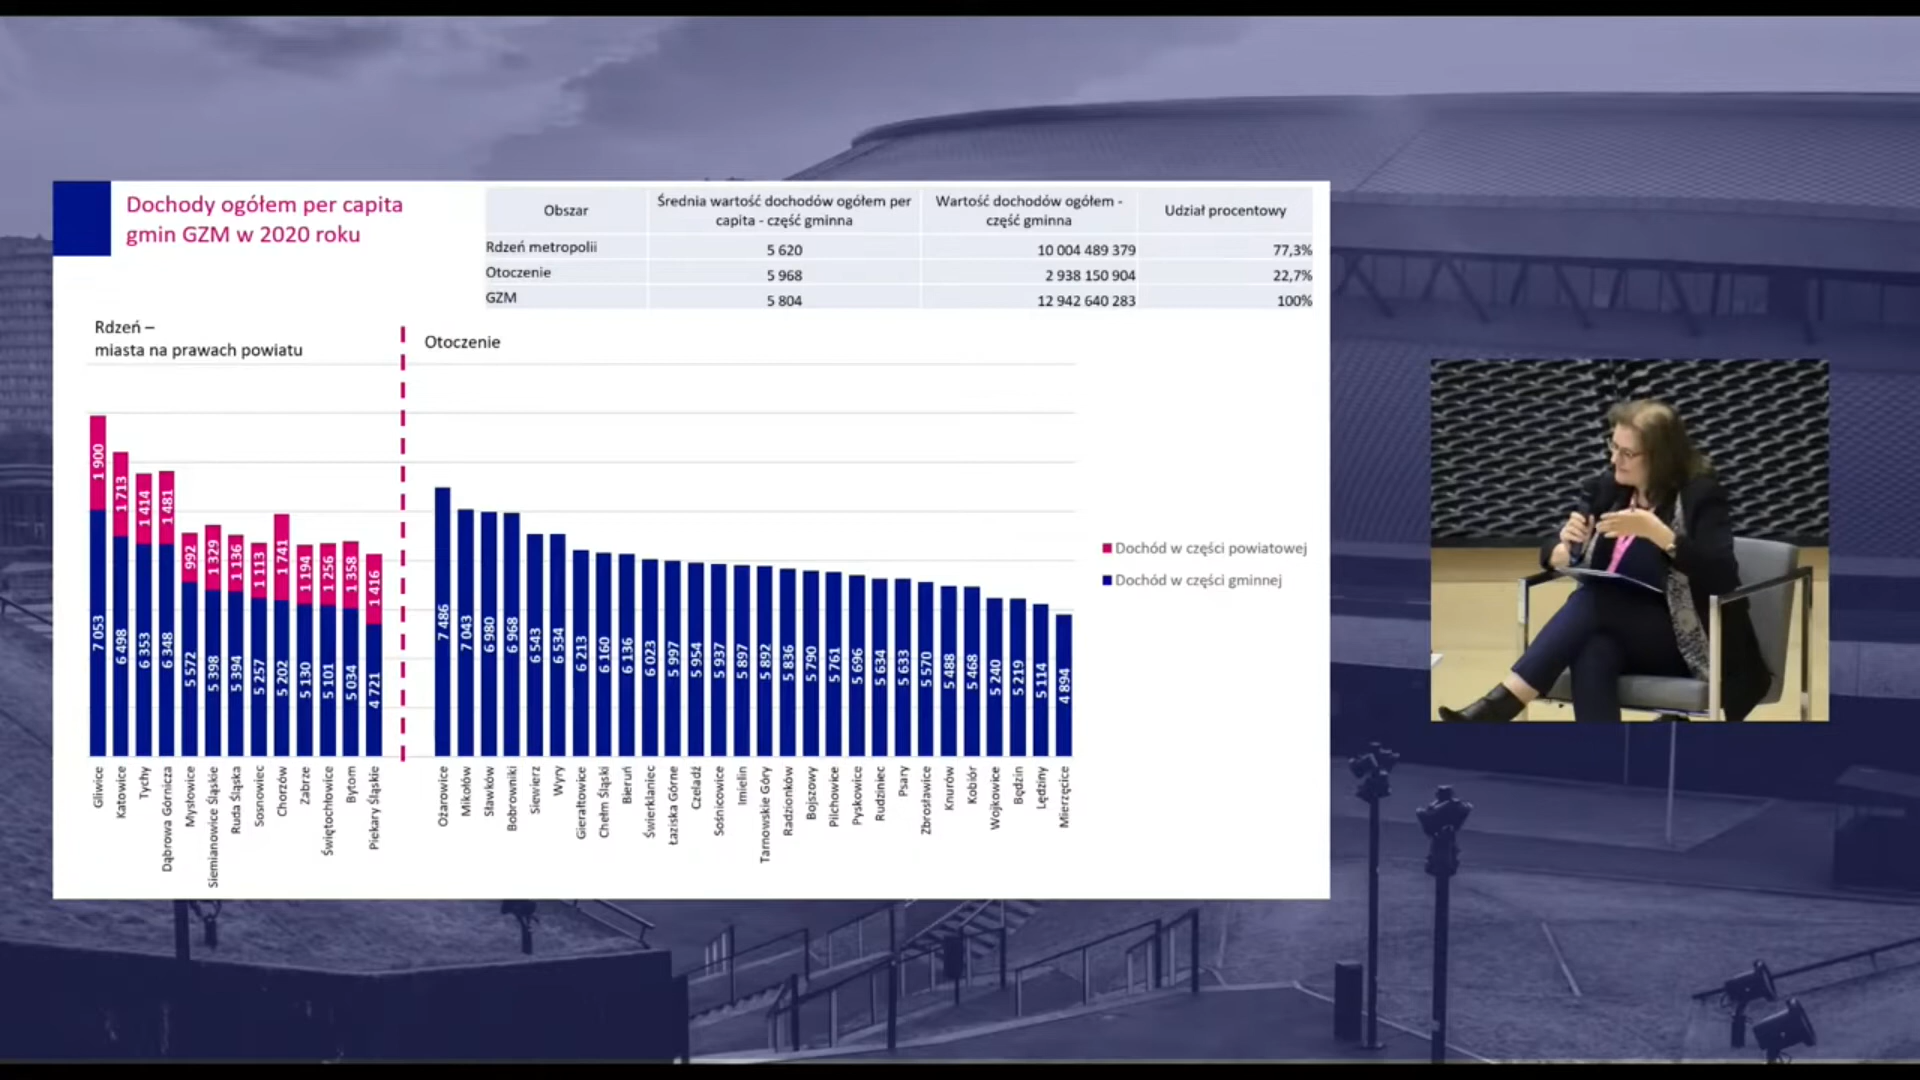 Dochody ogółem per capita
gmin GZM w 2020 roku
Obszar
Średnia wartość dochodów ogółem per
capita - część gminna
Wartość dochodów ogółem -
część gminna
Udział procentowy
Rdzeń metropolii 5 620 10 004 489 379 77,3%
Otoczenie 5 968 2 938 150 904 22,7%
GZM 5 804 12 942 640 283 100%
Rdzeń –
miasta na prawach powiatu
Otoczenie
1 900
1 713
1 414
1 481
992
1 329
1 136
1 113
1 741
1 194
1 256
1 358
1 416
7 053
6 498
6 353
6 348
5 572
5 398
5 394
5 257
5 202
5 130
5 101
5 034
4 721
7 486
7 043
6 980
6 968
6 543
6 534
6 213
6 160
6 136
6 023
5 997
5 954
5 937
5 897
5 892
5 836
5 790
5 761
5 696
5 634
5 633
5 570
5 488
5 468
5 240
5 219
5 114
4 894
Gliwice
Katowice
Tychy
Dąbrowa Górnicza
Mysłowice
Siemianowice Śląskie
Ruda Śląska
Sosnowiec
Chorzów
Zabrze
Świętochłowice
Bytom
Piekary Śląskie
Ożarowice
Mikołów
Sławków
Bobrowniki
Siewierz
Wyry
Gierałtowice
Chełm Śląski
Bieruń
Świerklaniec
Łaziska Górne
Czeladź
Sośnicowice
Imielin
Tarnowskie Góry
Radzionków
Bojszowy
Pilchowice
Pyskowice
Rudziniec
Psary
Zbrosławice
Knurów
Kobiór
Wojkowice
Będzin
Lędziny
Mierzęcice
Dochód w części powiatowej
Dochód w części gminnej